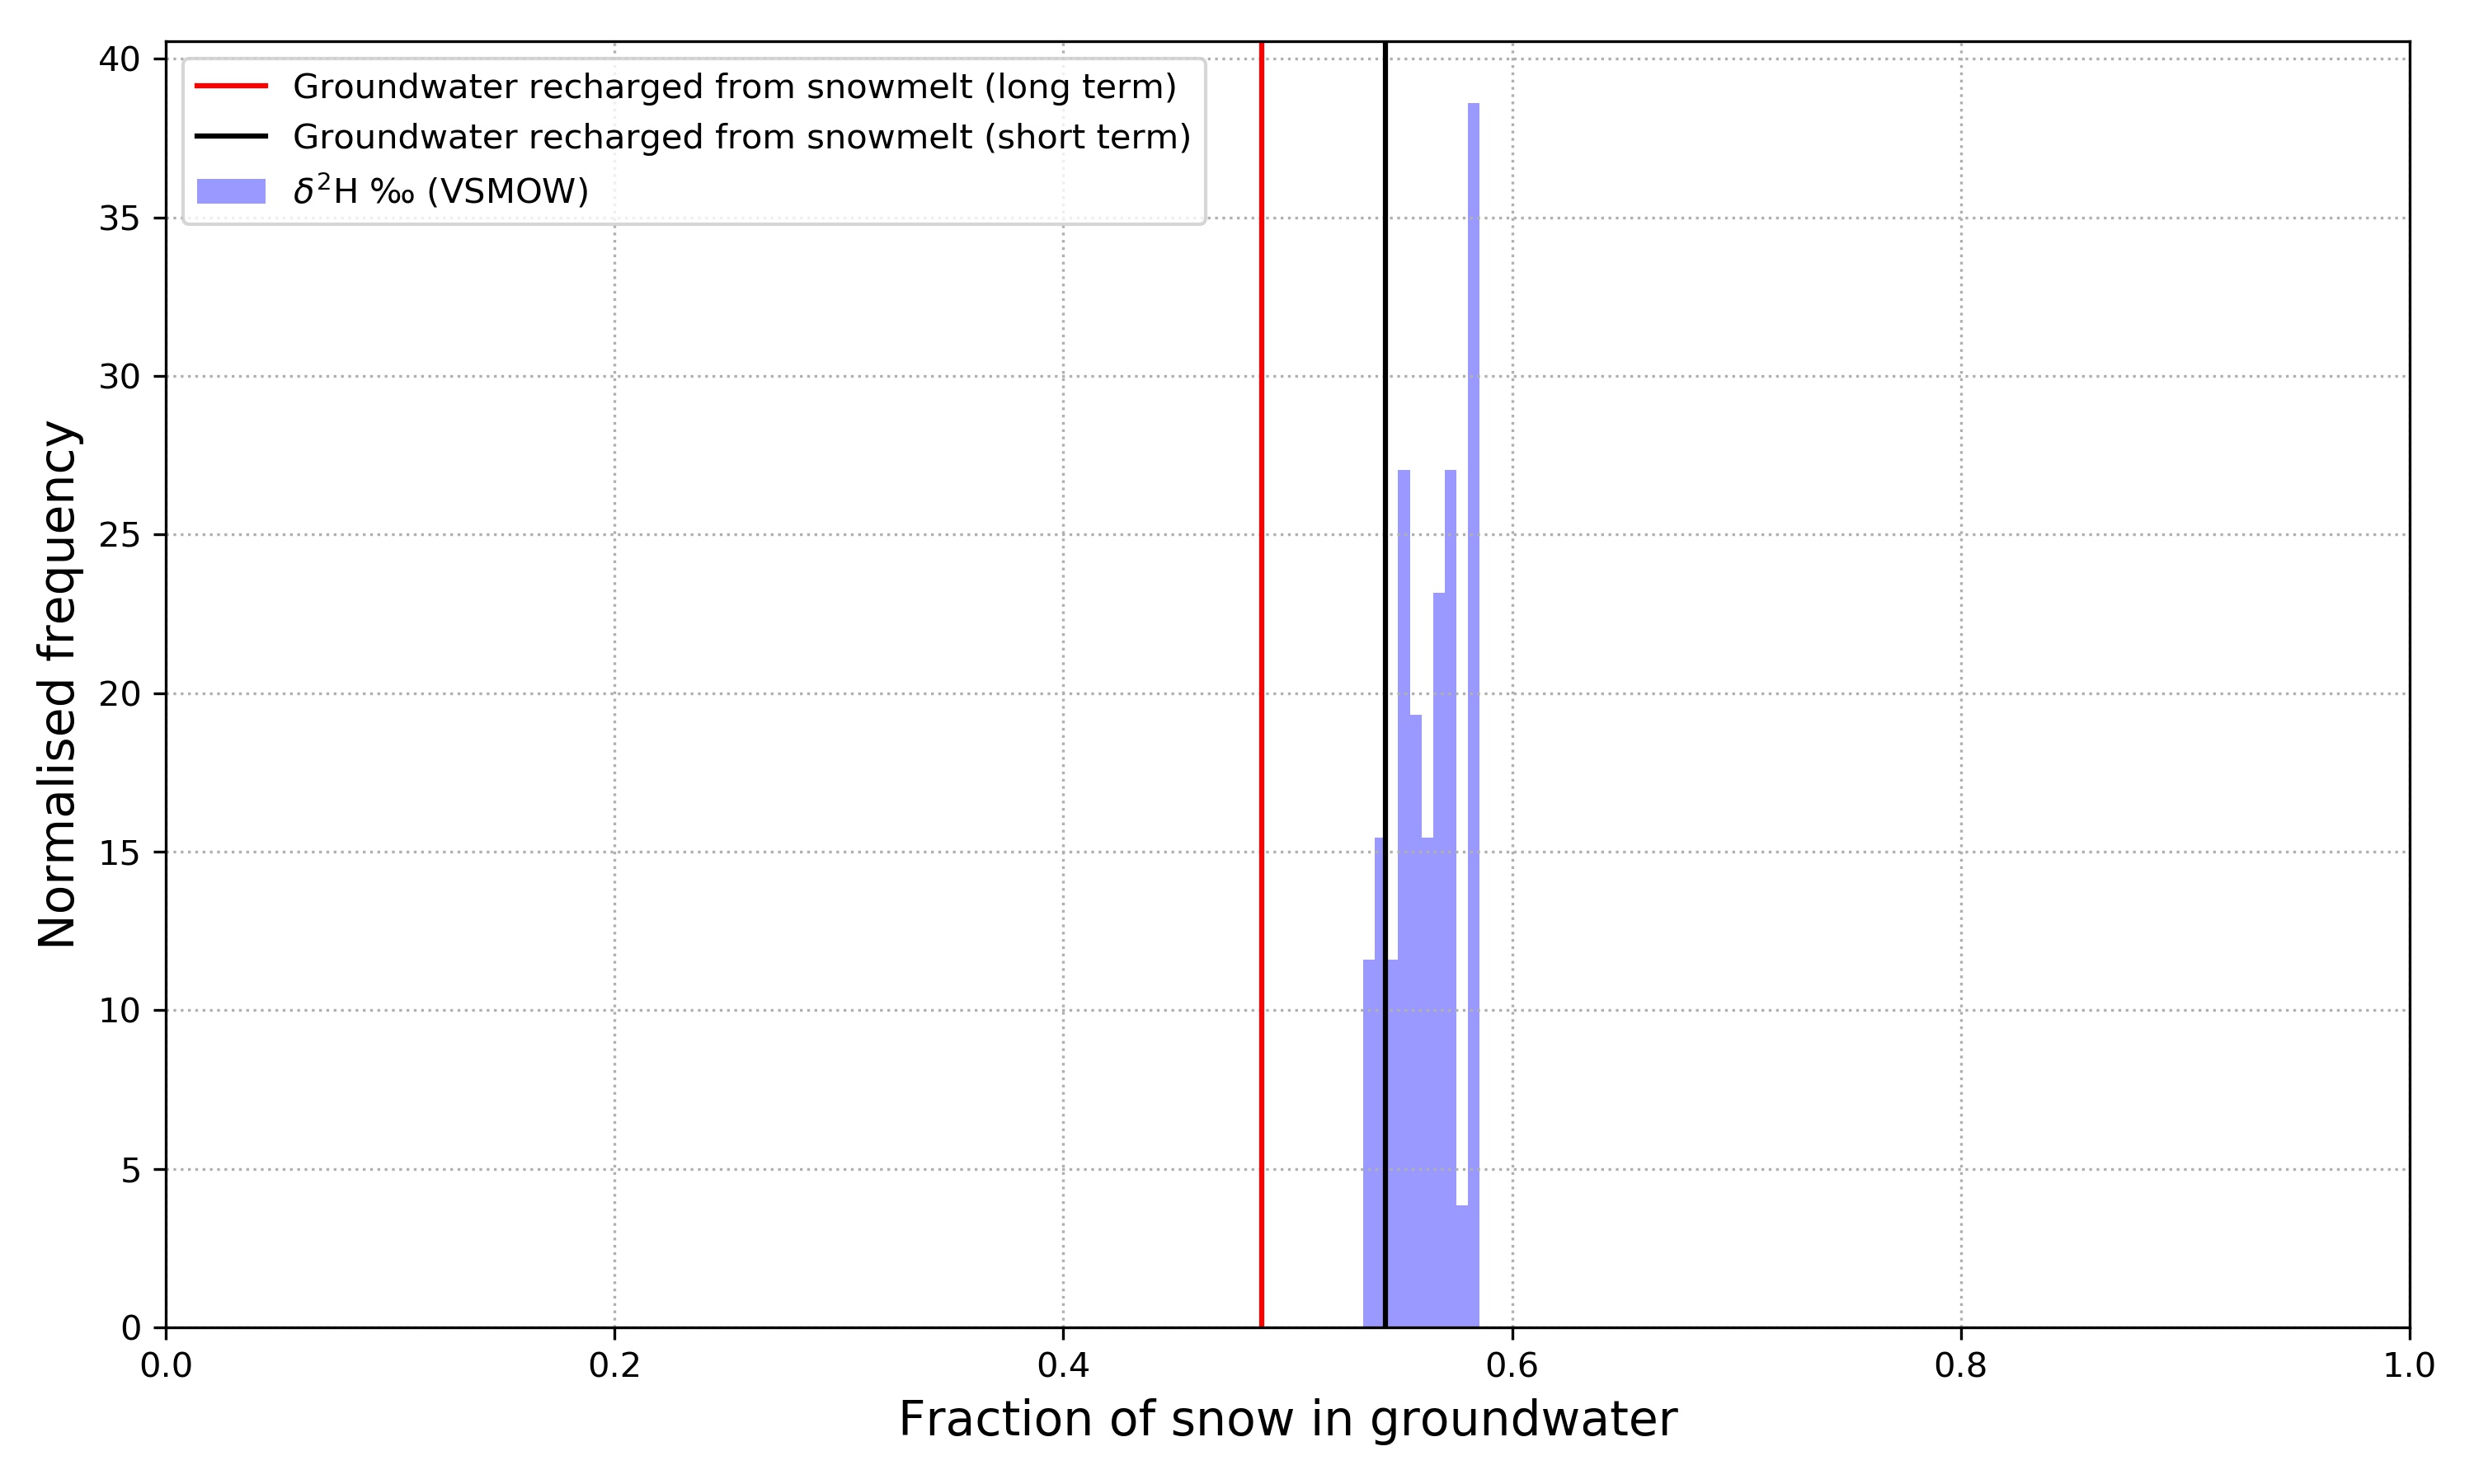 Groundwater recharged from snowmelt (long term)
Groundwater recharged from snowmelt (short term)
δ²H ‰ (VSMOW)
Normalised frequency
40
35
30
25
20
15
10
5
0
0.0 0.2 0.4 0.6 0.8 1.0
Fraction of snow in groundwater